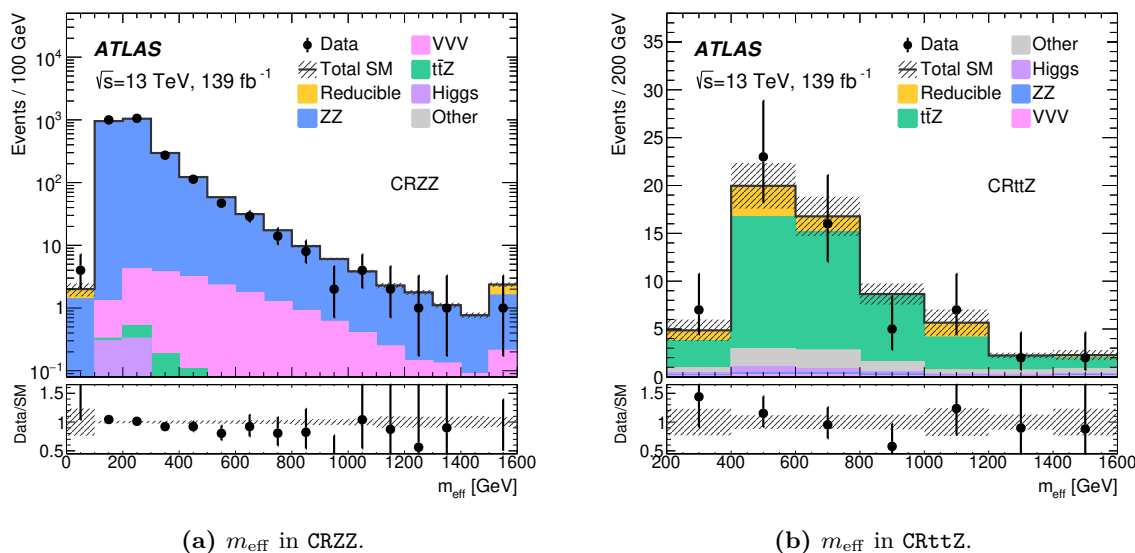 Events / 100 GeV
10⁴
10³
10²
10
1
10⁻¹
ATLAS
√s=13 TeV, 139 fb⁻¹
Data
Total SM
Reducible
ZZ
VVV
tt̄Z
Higgs
Other
CRZZ
Data/SM
1.5
1
0.5
0 200 400 600 800 1000 1200 1400 1600
m_eff [GeV]
(a) m_eff in CRZZ.
Events / 200 GeV
35
30
25
20
15
10
5
0
ATLAS
√s=13 TeV, 139 fb⁻¹
Data
Total SM
Reducible
tt̄Z
Other
Higgs
ZZ
VVV
CRttZ
Data/SM
1.5
1
0.5
200 400 600 800 1000 1200 1400 1600
m_eff [GeV]
(b) m_eff in CRttZ.